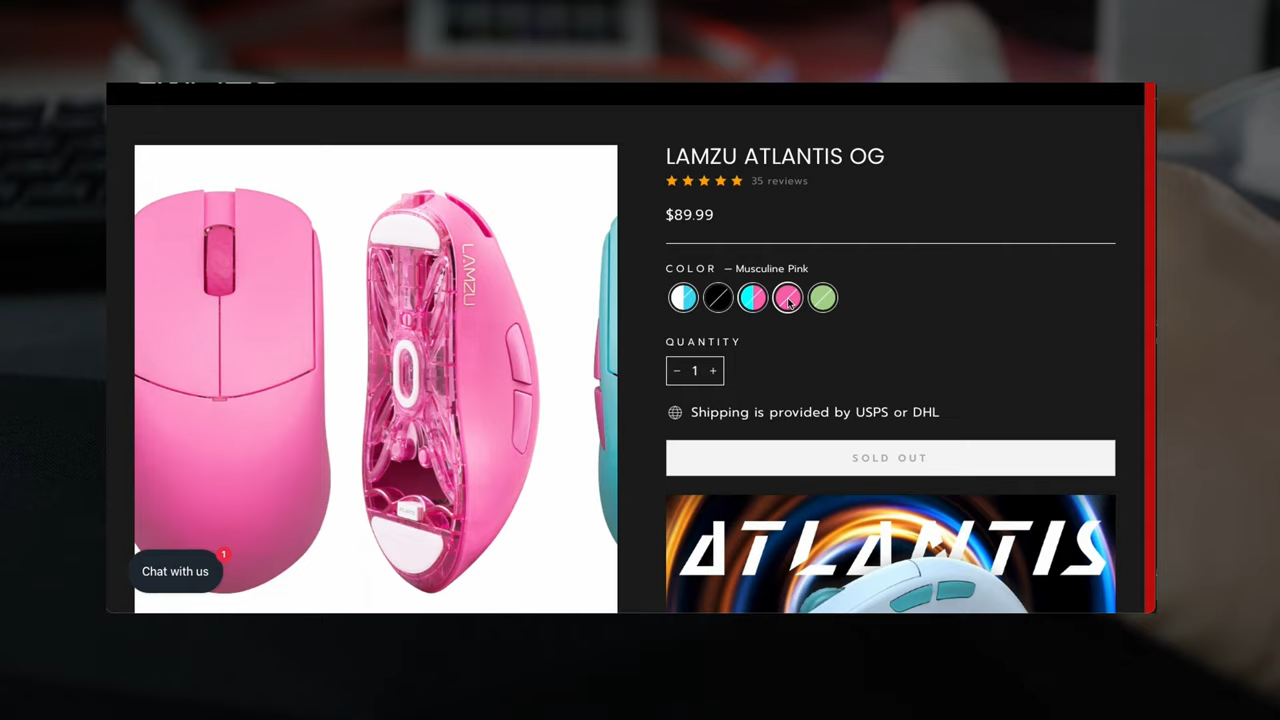 LAMZU ATLANTIS OG
35 reviews
$89.99
COLOR — Musculine Pink
QUANTITY
− 1 +
Shipping is provided by USPS or DHL
SOLD OUT
ATLANTIS
LAMZU
ATLANTIS
Chat with us
1